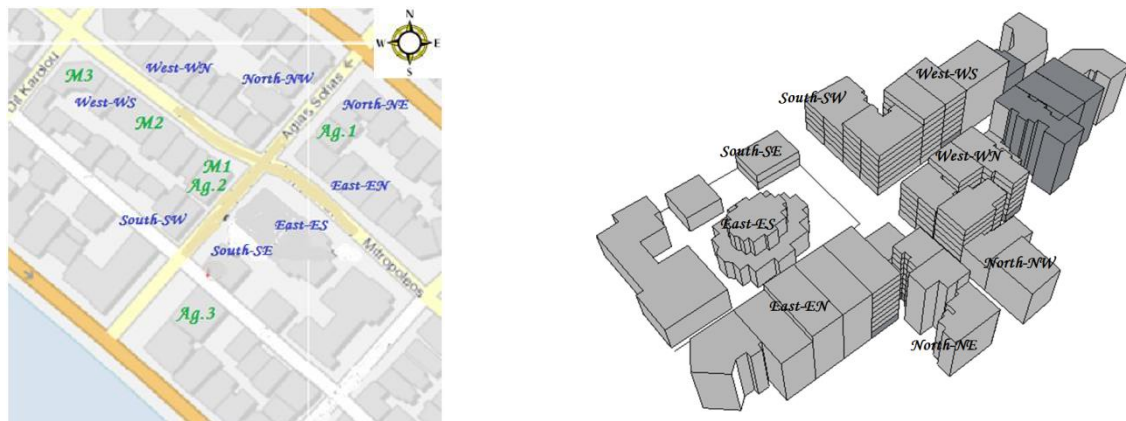 N
W E
S
Dil Karolou
M3
West-WN
North-NW
West-WS
M2
Agias Sofias
North-NE
Ag.1
M1
Ag.2
East-EN
South-SW
East-ES
South-SE
Mitropoleos
Ag.3
West-WS
South-SW
South-SE
West-WN
East-ES
North-NW
East-EN
North-NE